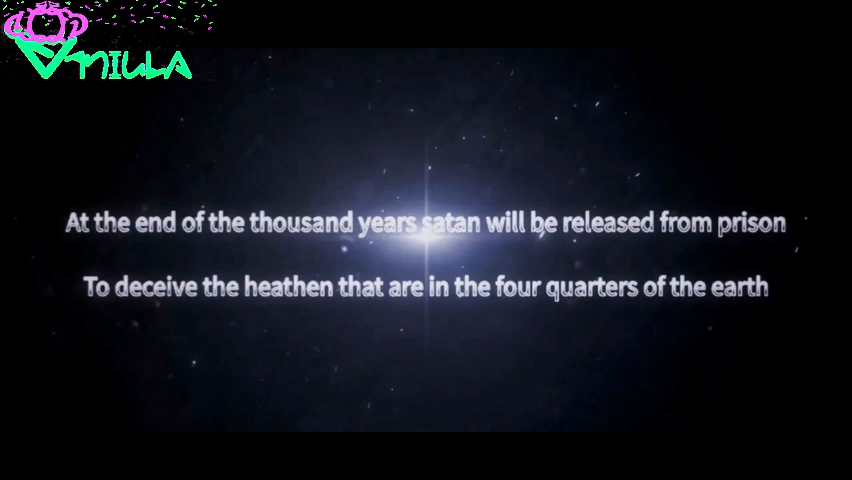 At the end of the thousand years satan will be released from prison
To deceive the heathen that are in the four quarters of the earth